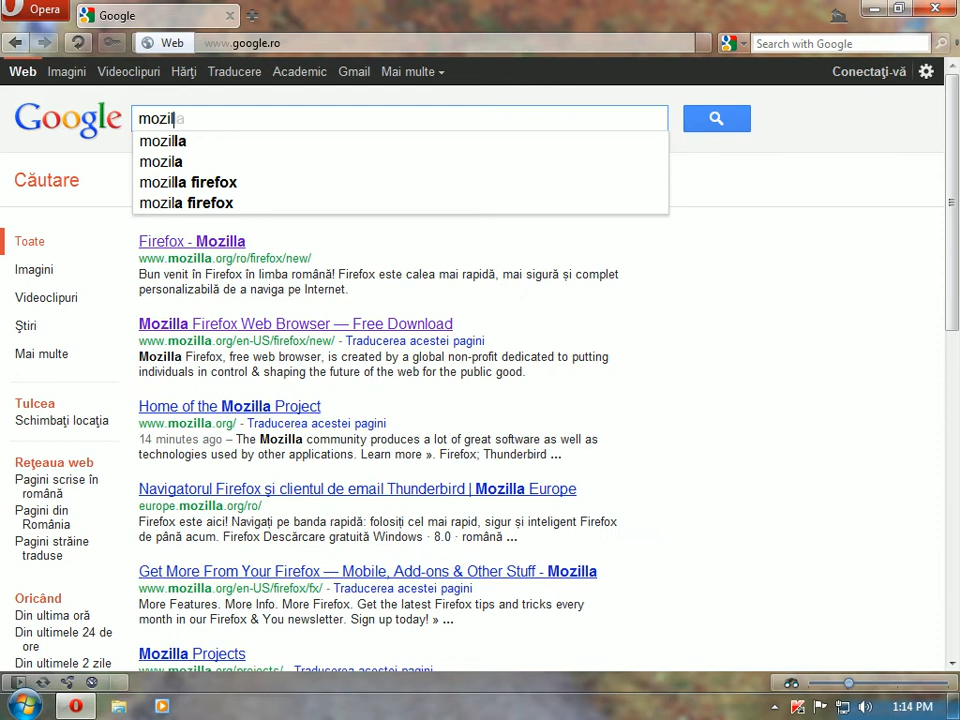 Opera
Google
Web
www.google.ro
Search with Google
Web Imagini Videoclipuri Hărţi Traducere Academic Gmail Mai multe
Conectaţi-vă
Google
mozilla
mozilla
mozila
mozilla firefox
mozila firefox
Căutare
Toate
Imagini
Videoclipuri
Ştiri
Mai multe
Tulcea
Schimbaţi locaţia
Reţeaua web
Pagini scrise în
română
Pagini din
România
Pagini străine
traduse
Oricând
Din ultima oră
Din ultimele 24 de
ore
Din ultimele 2 zile
Firefox - Mozilla
www.mozilla.org/ro/firefox/new/
Bun venit în Firefox în limba română! Firefox este calea mai rapidă, mai sigură și complet
personalizabilă de a naviga pe Internet.
Mozilla Firefox Web Browser — Free Download
www.mozilla.org/en-US/firefox/new/ - Traducerea acestei pagini
Mozilla Firefox, free web browser, is created by a global non-profit dedicated to putting
individuals in control & shaping the future of the web for the public good.
Home of the Mozilla Project
www.mozilla.org/ - Traducerea acestei pagini
14 minutes ago – The Mozilla community produces a lot of great software as well as
technologies used by other applications. Learn more ». Firefox; Thunderbird ...
Navigatorul Firefox şi clientul de email Thunderbird | Mozilla Europe
europe.mozilla.org/ro/
Firefox este aici! Navigați pe banda rapidă: folosiți cel mai rapid, sigur și inteligent Firefox
de până acum. Firefox Descărcare gratuită Windows · 8.0 · română ...
Get More From Your Firefox — Mobile, Add-ons & Other Stuff - Mozilla
www.mozilla.org/en-US/firefox/fx/ - Traducerea acestei pagini
More Features. More Info. More Firefox. Get the latest Firefox tips and tricks every
month in our Firefox & You newsletter. Sign up today! » ...
Mozilla Projects
www.mozilla.org/projects/ - Traducerea acestei pagini
1:14 PM